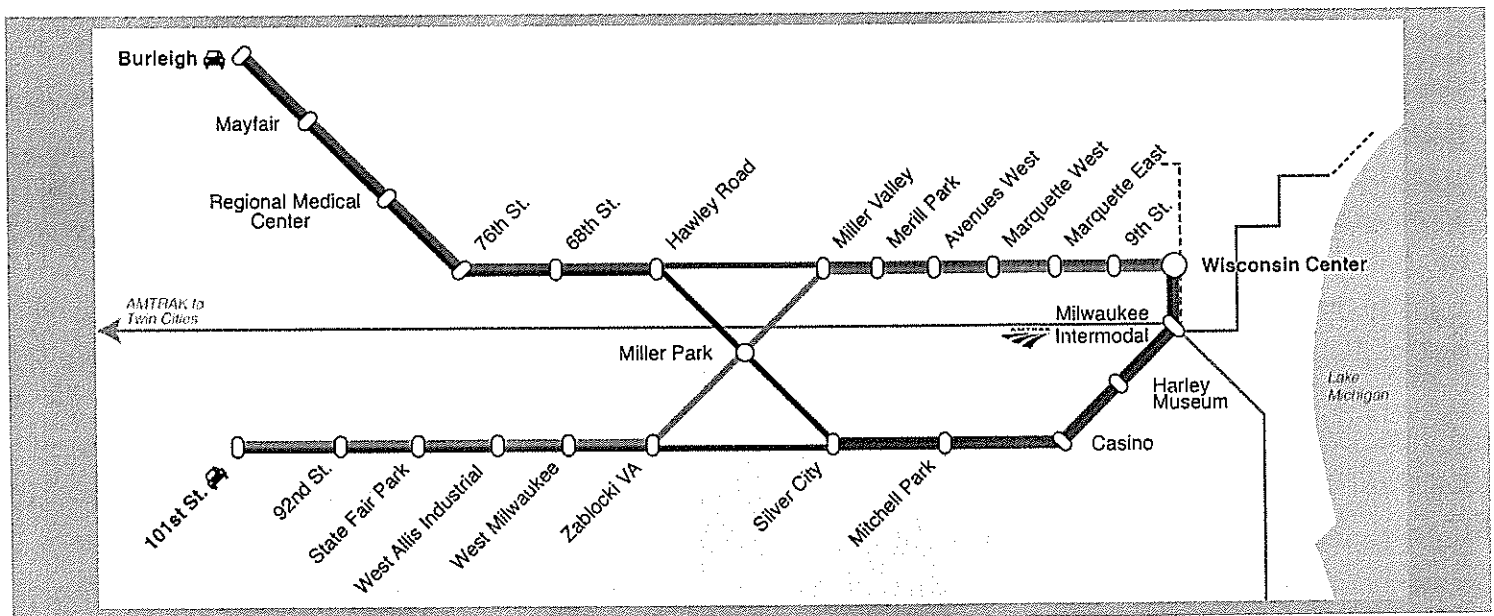 Burleigh
Mayfair
Regional Medical
Center
76th St.
68th St.
Hawley Road
Miller Valley
Merill Park
Avenues West
Marquette West
Marquette East
9th St.
Wisconsin Center
AMTRAK to
Twin Cities
Milwaukee
Intermodal
AMTRAK
Miller Park
Harley
Museum
Lake
Michigan
Casino
101st St.
92nd St.
State Fair Park
West Allis Industrial
West Milwaukee
Zablocki VA
Silver City
Mitchell Park